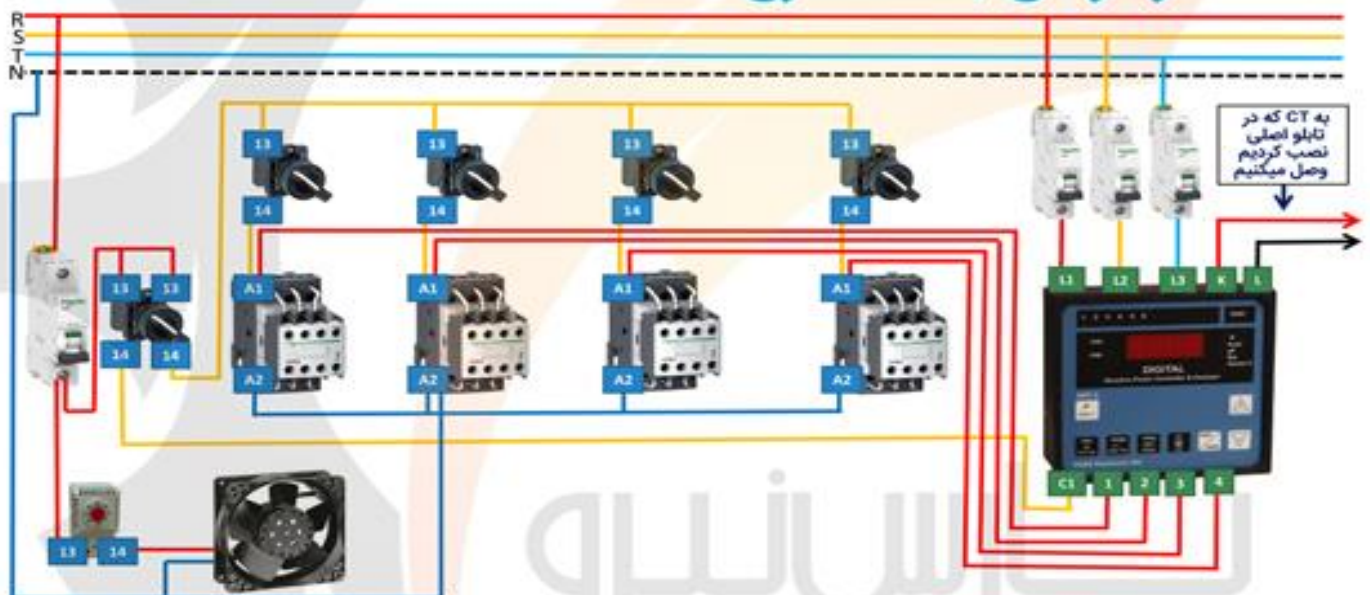 R
S
T
N
به CT که در
تابلو اصلی
نصب کردیم
وصل میکنیم
13 13 13 13
14 14 14 14
13 13
14 14
A1 A1 A1 A1
A2 A2 A2 A2
L1 L2 L3 K L
DIGITAL
C1 1 2 3 4
13 14